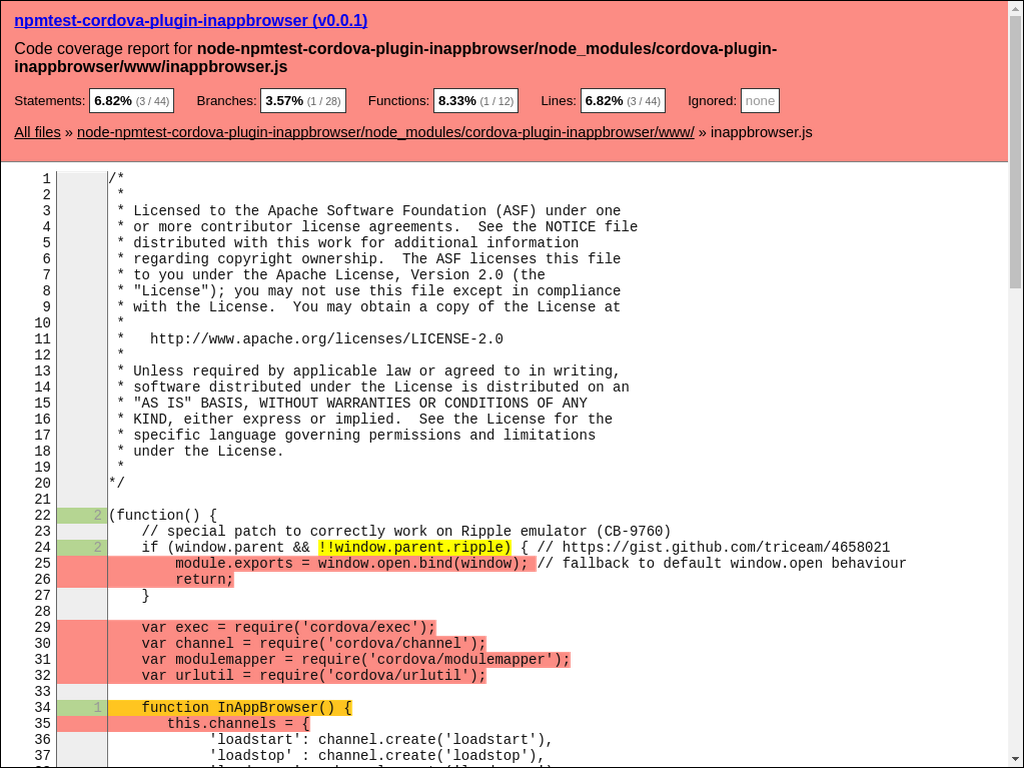 npmtest-cordova-plugin-inappbrowser (v0.0.1)
Code coverage report for node-npmtest-cordova-plugin-inappbrowser/node_modules/cordova-plugin-
inappbrowser/www/inappbrowser.js
Statements: 6.82% (3 / 44) Branches: 3.57% (1 / 28) Functions: 8.33% (1 / 12) Lines: 6.82% (3 / 44) Ignored: none
All files » node-npmtest-cordova-plugin-inappbrowser/node_modules/cordova-plugin-inappbrowser/www/ » inappbrowser.js
1 /*
2  *
3  * Licensed to the Apache Software Foundation (ASF) under one
4  * or more contributor license agreements.  See the NOTICE file
5  * distributed with this work for additional information
6  * regarding copyright ownership.  The ASF licenses this file
7  * to you under the Apache License, Version 2.0 (the
8  * "License"); you may not use this file except in compliance
9  * with the License.  You may obtain a copy of the License at
10  *
11  *   http://www.apache.org/licenses/LICENSE-2.0
12  *
13  * Unless required by applicable law or agreed to in writing,
14  * software distributed under the License is distributed on an
15  * "AS IS" BASIS, WITHOUT WARRANTIES OR CONDITIONS OF ANY
16  * KIND, either express or implied.  See the License for the
17  * specific language governing permissions and limitations
18  * under the License.
19  *
20 */
21
22 2 (function() {
23     // special patch to correctly work on Ripple emulator (CB-9760)
24 2     if (window.parent && !!window.parent.ripple) { // https://gist.github.com/triceam/4658021
25         module.exports = window.open.bind(window); // fallback to default window.open behaviour
26         return;
27     }
28
29     var exec = require('cordova/exec');
30     var channel = require('cordova/channel');
31     var modulemapper = require('cordova/modulemapper');
32     var urlutil = require('cordova/urlutil');
33
34 1     function InAppBrowser() {
35        this.channels = {
36             'loadstart': channel.create('loadstart'),
37             'loadstop' : channel.create('loadstop'),